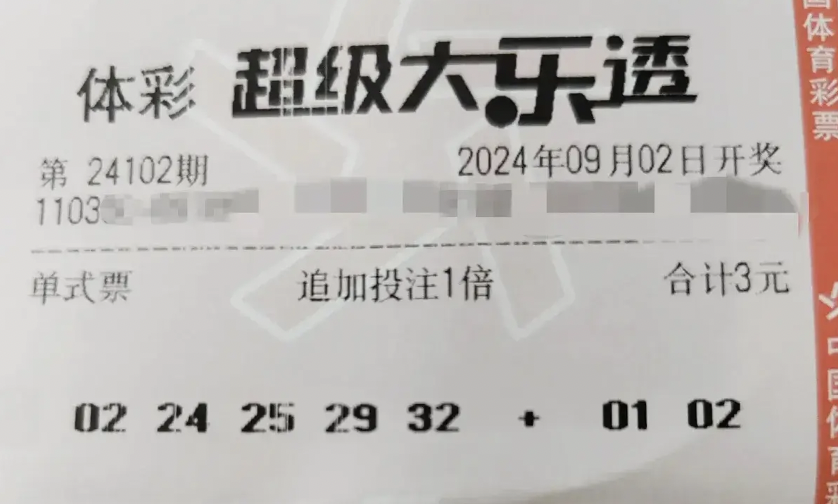 体彩 超级大乐透
第 24102期 2024年09月02日开奖
1103
单式票 追加投注1倍 合计3元
02 24 25 29 32 + 01 02
国体育彩票
中国体育彩